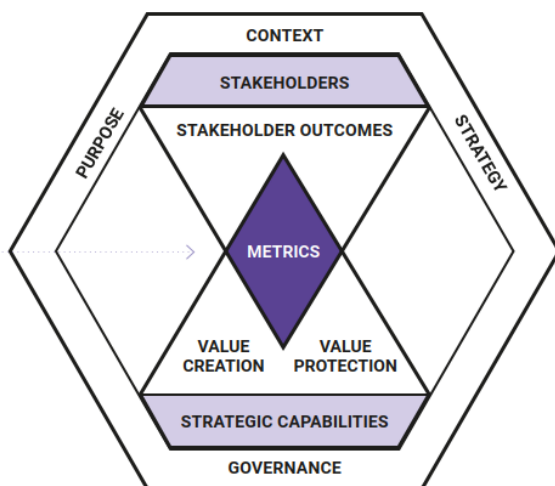 CONTEXT
STAKEHOLDERS
STAKEHOLDER OUTCOMES
PURPOSE
STRATEGY
METRICS
VALUE
CREATION
VALUE
PROTECTION
STRATEGIC CAPABILITIES
GOVERNANCE